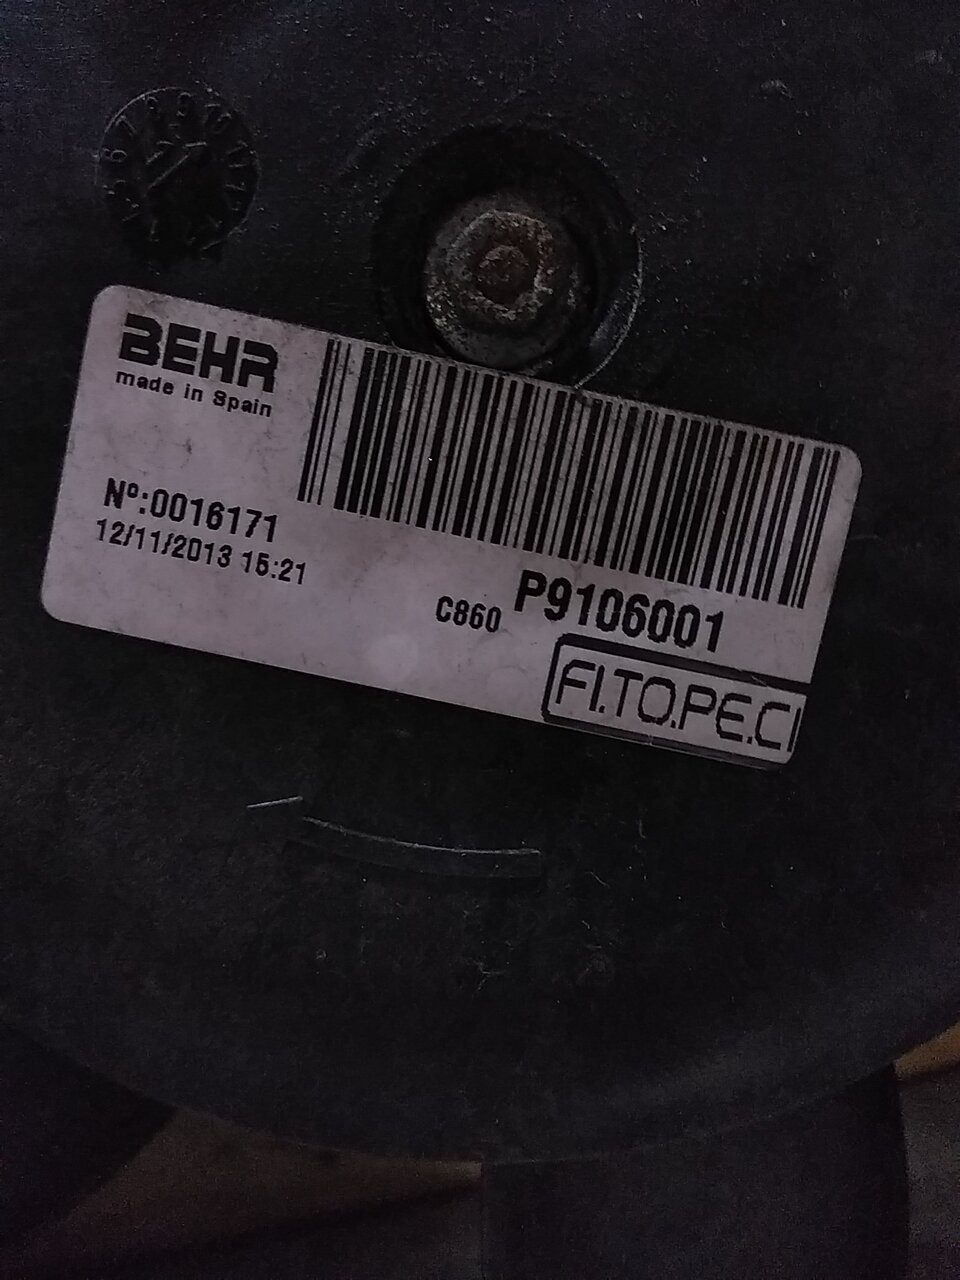 BEHR
made in Spain
Nº:0016171
12/11/2013 15:21
C860
P9106001
FI.TO.PE.CI